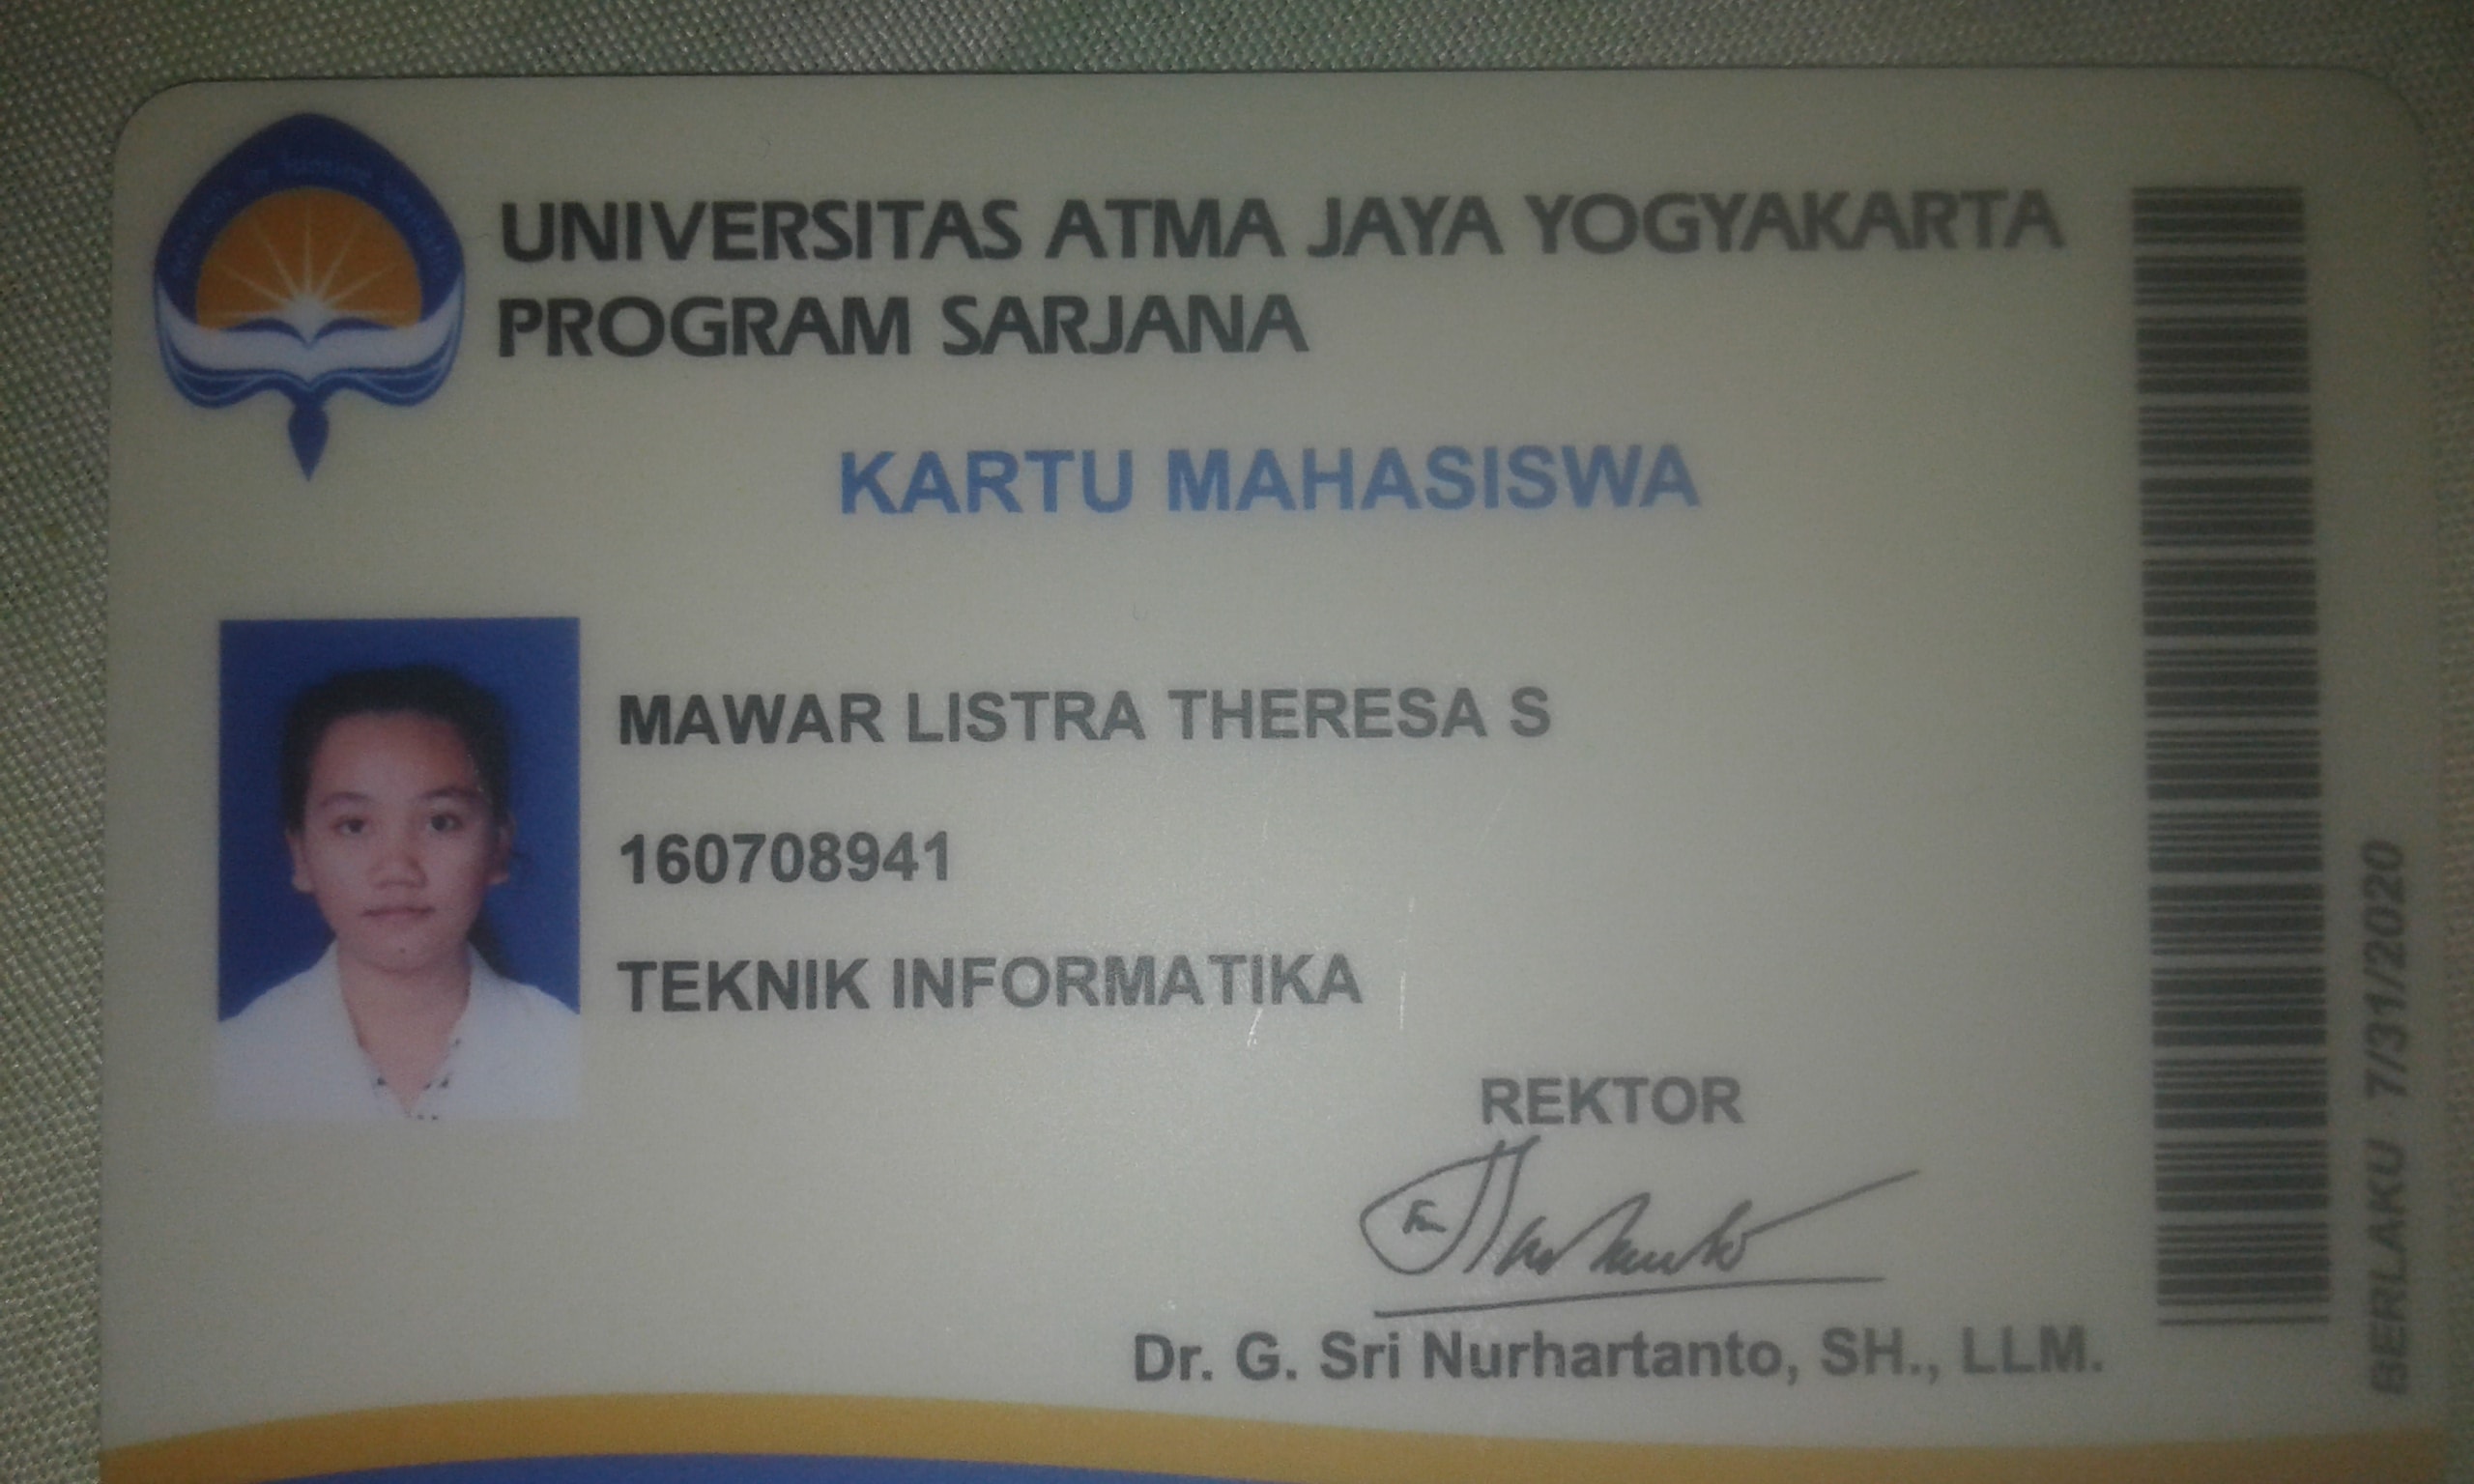 UNIVERSITAS ATMA JAYA YOGYAKARTA
PROGRAM SARJANA
KARTU MAHASISWA
MAWAR LISTRA THERESA S
160708941
TEKNIK INFORMATIKA
REKTOR
Dr. G. Sri Nurhartanto, SH., LLM.
BERLAKU 7/31/2020